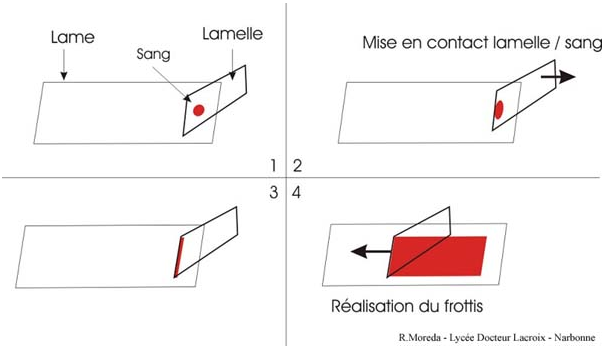 Lame
Sang
Lamelle
Mise en contact lamelle / sang
1
2
3
4
Réalisation du frottis
R.Moreda - Lycée Docteur Lacroix - Narbonne